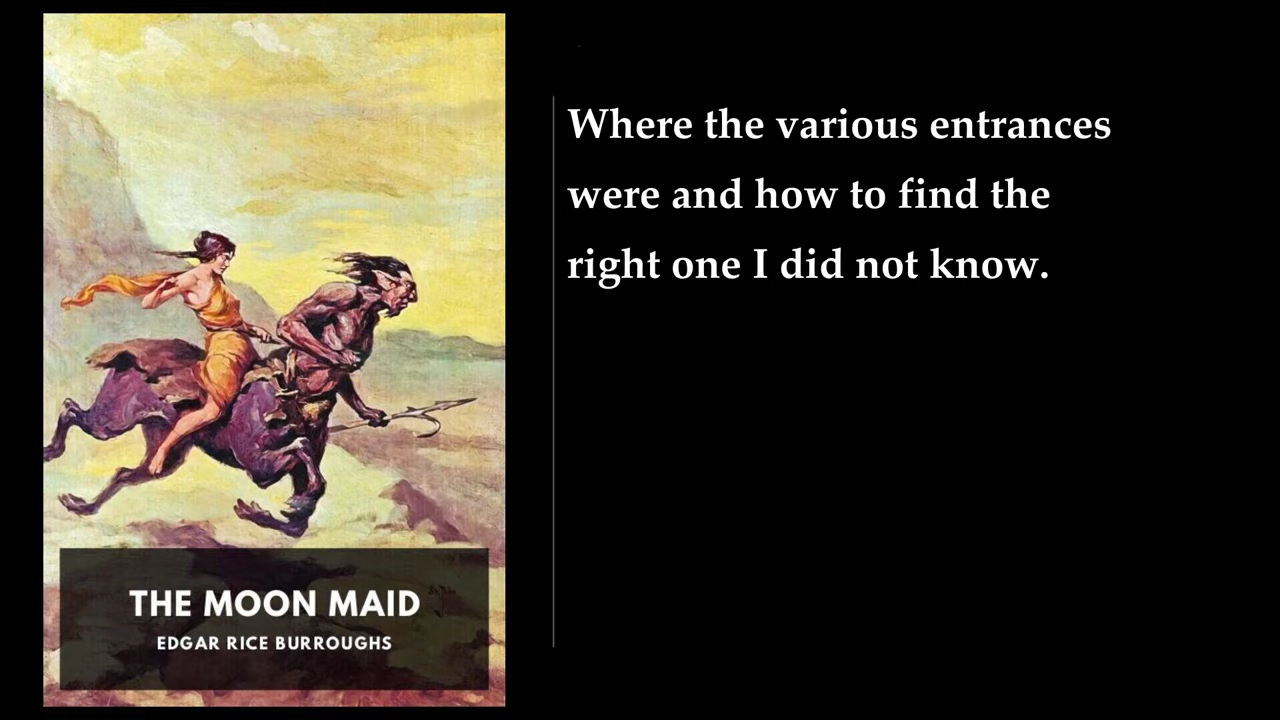 Where the various entrances
were and how to find the
right one I did not know.
THE MOON MAID
EDGAR RICE BURROUGHS